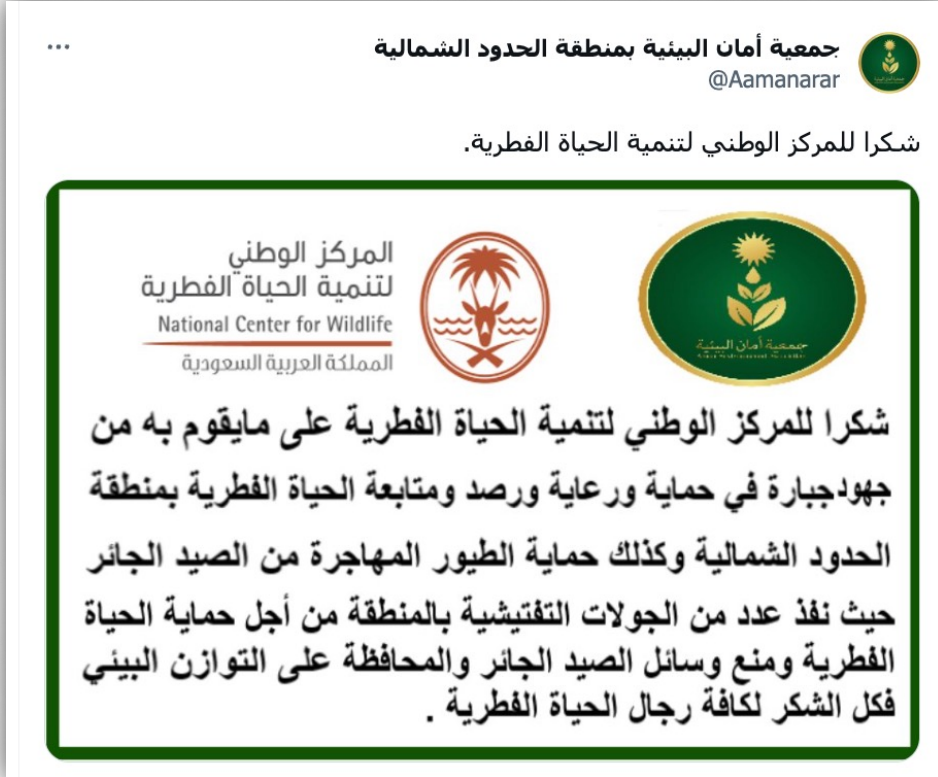 جمعية أمان البيئية بمنطقة الحدود الشمالية
@Aamanarar
شكرا للمركز الوطني لتنمية الحياة الفطرية.
المركز الوطني
لتنمية الحياة الفطرية
National Center for Wildlife
المملكة العربية السعودية
جمعية أمان البيئية
شكرا للمركز الوطني لتنمية الحياة الفطرية على مايقوم به من
جهودجبارة في حماية ورعاية ورصد ومتابعة الحياة الفطرية بمنطقة
الحدود الشمالية وكذلك حماية الطيور المهاجرة من الصيد الجائر
حيث نفذ عدد من الجولات التفتيشية بالمنطقة من أجل حماية الحياة
الفطرية ومنع وسائل الصيد الجائر والمحافظة على التوازن البيئي
فكل الشكر لكافة رجال الحياة الفطرية .